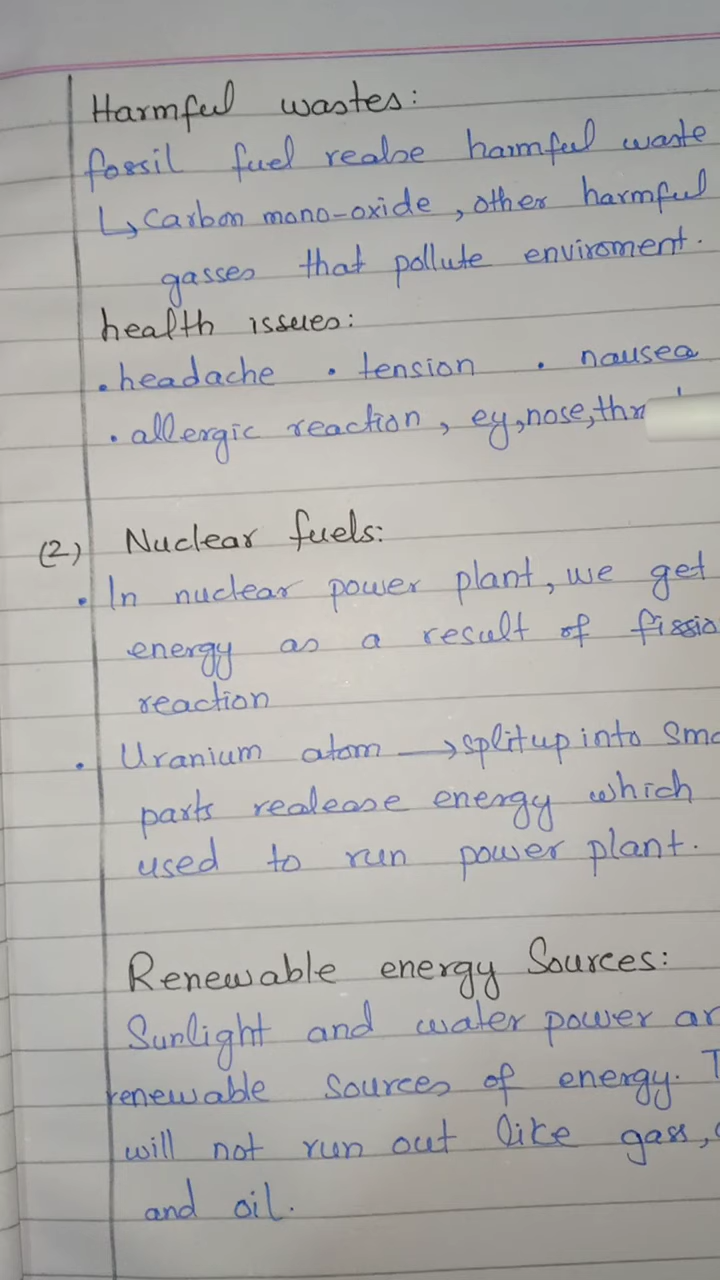 Harmful wastes:
fossil fuel realse harmful waste
↳ Carbon mono-oxide, other harmful
gasses that pollute enviroment.
health issues:
• headache • tension • nausea
• allergic reaction, ey, nose,
(2) Nuclear fuels:
• In nuclear power plant, we get
energy as a result of
reaction
• Uranium atom → split up into
parts realease energy which
used to run power plant.
Renewable energy Sources:
Sunlight and water power
renewable sources of energy.
will not run out like gass,
and oil.